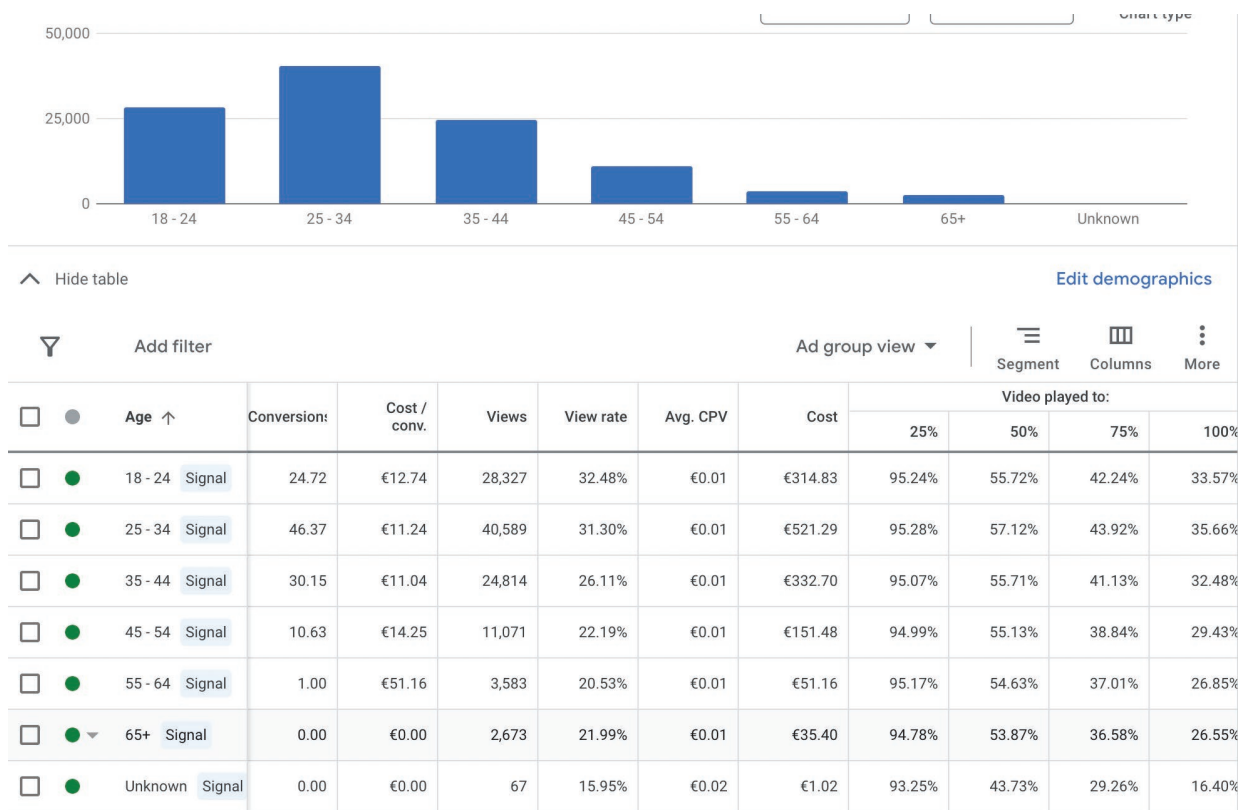 Chart type
50,000
25,000
0
18 - 24 25 - 34 35 - 44 45 - 54 55 - 64 65+ Unknown
Hide table
Edit demographics
Add filter
Ad group view
Segment Columns More
Age Conversions Cost / conv. Views View rate Avg. CPV Cost Video played to:
25% 50% 75% 100%
18 - 24 Signal 24.72 €12.74 28,327 32.48% €0.01 €314.83 95.24% 55.72% 42.24% 33.57%
25 - 34 Signal 46.37 €11.24 40,589 31.30% €0.01 €521.29 95.28% 57.12% 43.92% 35.66%
35 - 44 Signal 30.15 €11.04 24,814 26.11% €0.01 €332.70 95.07% 55.71% 41.13% 32.48%
45 - 54 Signal 10.63 €14.25 11,071 22.19% €0.01 €151.48 94.99% 55.13% 38.84% 29.43%
55 - 64 Signal 1.00 €51.16 3,583 20.53% €0.01 €51.16 95.17% 54.63% 37.01% 26.85%
65+ Signal 0.00 €0.00 2,673 21.99% €0.01 €35.40 94.78% 53.87% 36.58% 26.55%
Unknown Signal 0.00 €0.00 67 15.95% €0.02 €1.02 93.25% 43.73% 29.26% 16.40%